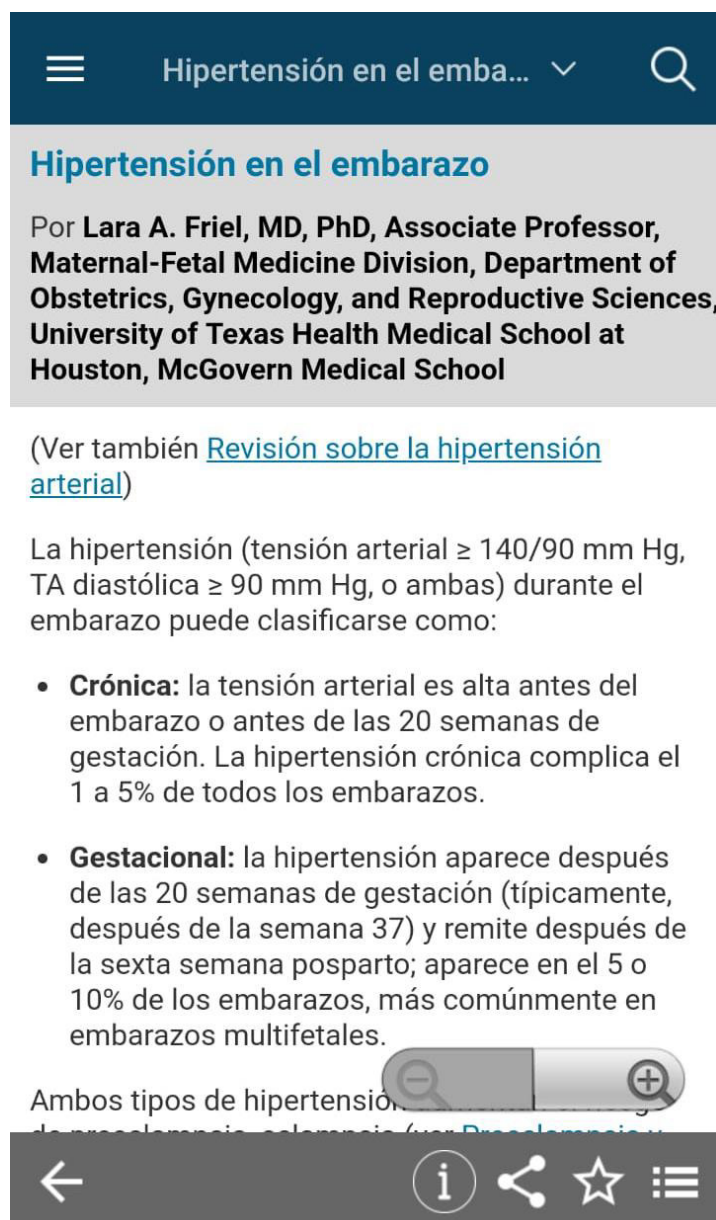 Hipertensión en el emba...
Hipertensión en el embarazo
Por Lara A. Friel, MD, PhD, Associate Professor,
Maternal-Fetal Medicine Division, Department of
Obstetrics, Gynecology, and Reproductive Sciences,
University of Texas Health Medical School at
Houston, McGovern Medical School
(Ver también Revisión sobre la hipertensión
arterial)
La hipertensión (tensión arterial ≥ 140/90 mm Hg,
TA diastólica ≥ 90 mm Hg, o ambas) durante el
embarazo puede clasificarse como:
• Crónica: la tensión arterial es alta antes del
embarazo o antes de las 20 semanas de
gestación. La hipertensión crónica complica el
1 a 5% de todos los embarazos.
• Gestacional: la hipertensión aparece después
de las 20 semanas de gestación (típicamente,
después de la semana 37) y remite después de
la sexta semana posparto; aparece en el 5 o
10% de los embarazos, más comúnmente en
embarazos multifetales.
Ambos tipos de hipertensión